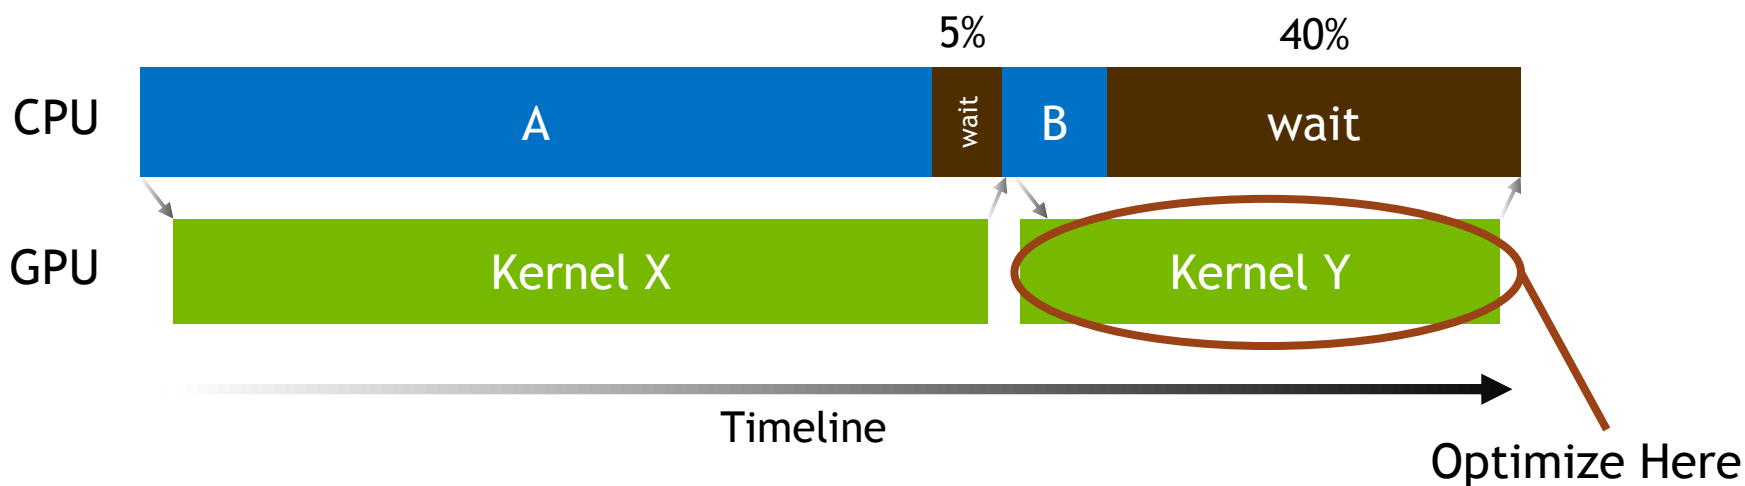 5% 40%
CPU A wait B wait
GPU Kernel X Kernel Y
Timeline
Optimize Here